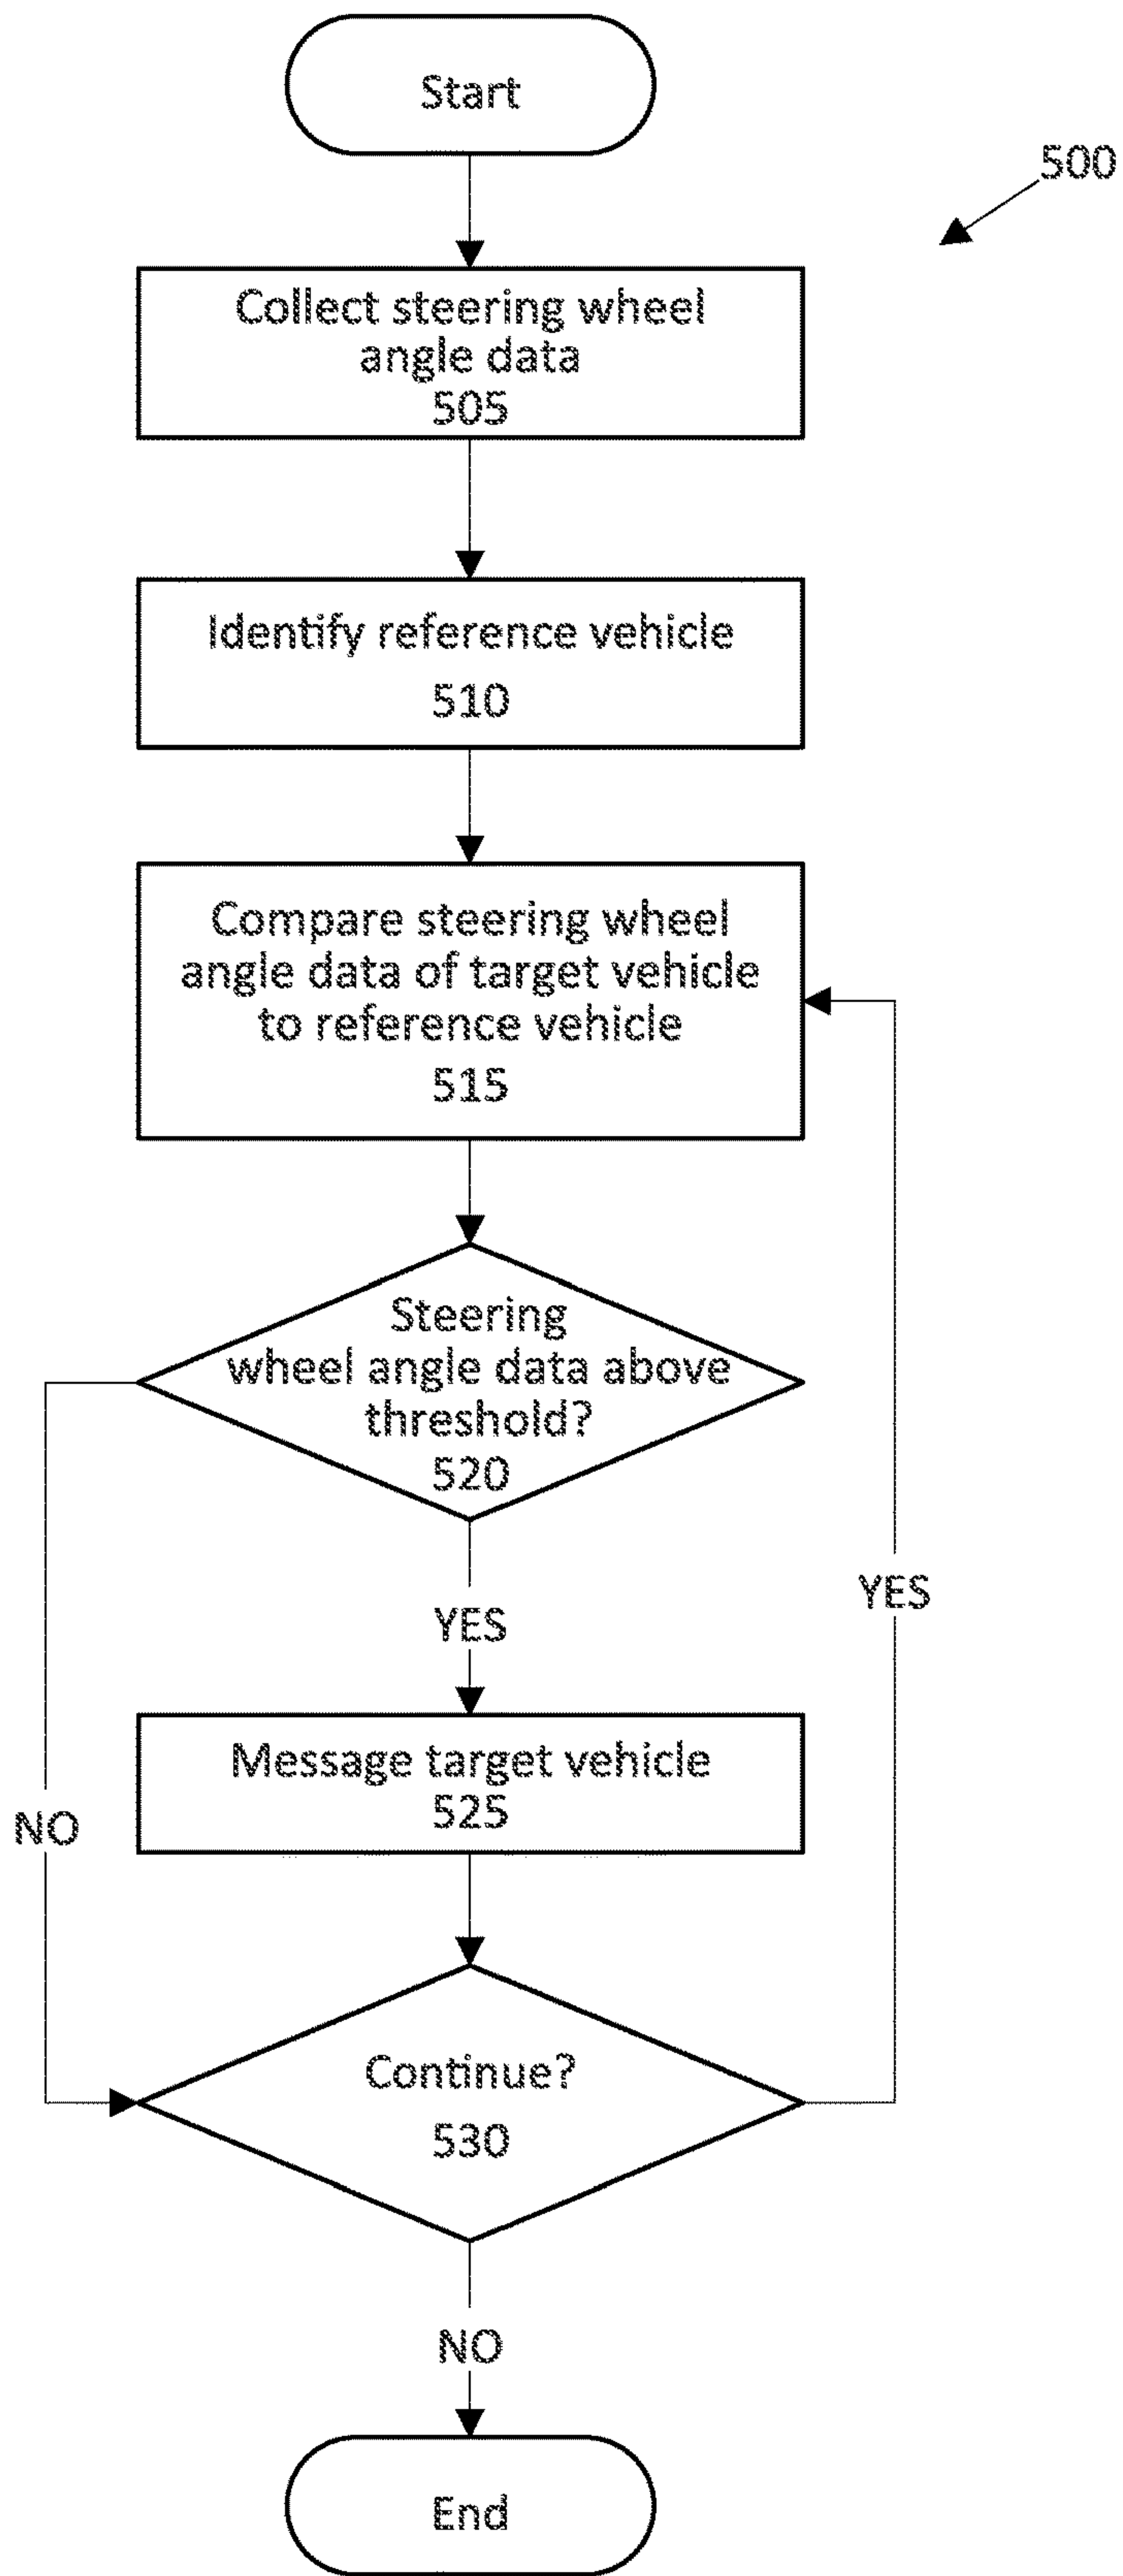 Start
500
Collect steering wheel
angle data
505
Identify reference vehicle
510
Compare steering wheel
angle data of target vehicle
to reference vehicle
515
Steering
wheel angle data above
threshold?
520
YES
YES
Message target vehicle
525
NO
Continue?
530
NO
End